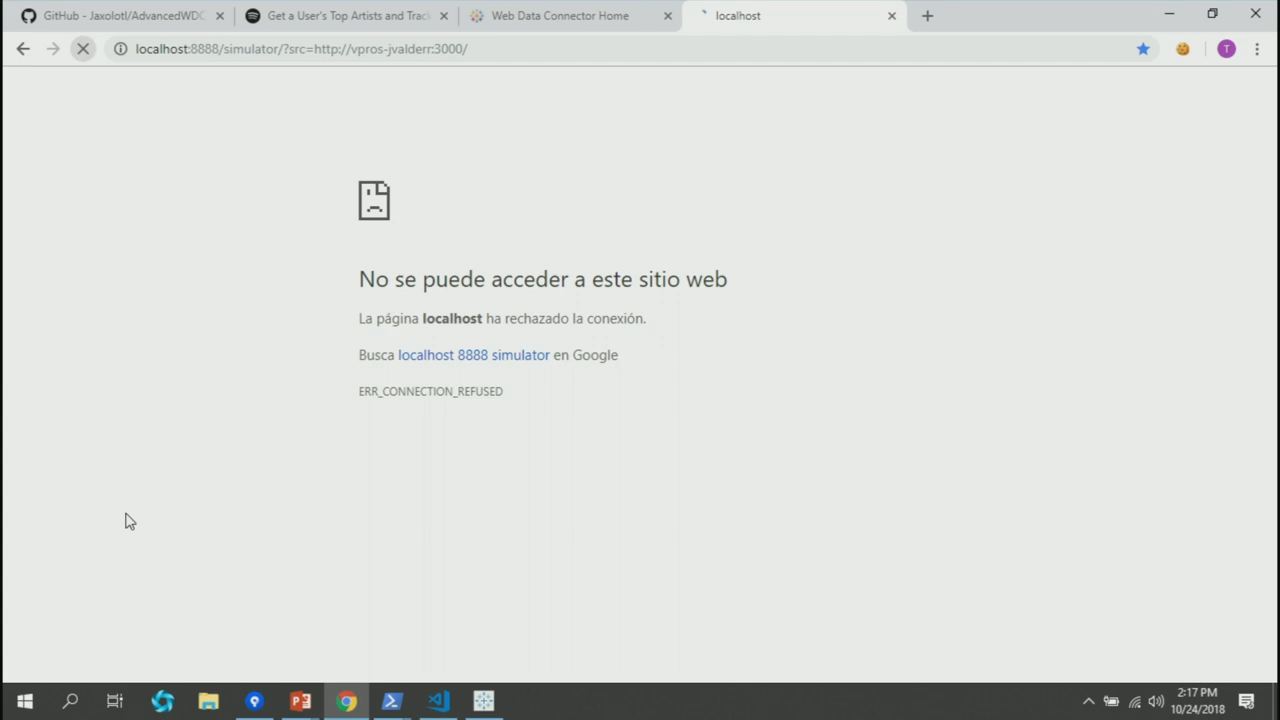 GitHub - Jaxolotl/AdvancedWDC
Get a User's Top Artists and Track
Web Data Connector Home
localhost
localhost:8888/simulator/?src=http://vpros-jvalderr:3000/
T
No se puede acceder a este sitio web
La página localhost ha rechazado la conexión.
Busca localhost 8888 simulator en Google
ERR_CONNECTION_REFUSED
2:17 PM
10/24/2018